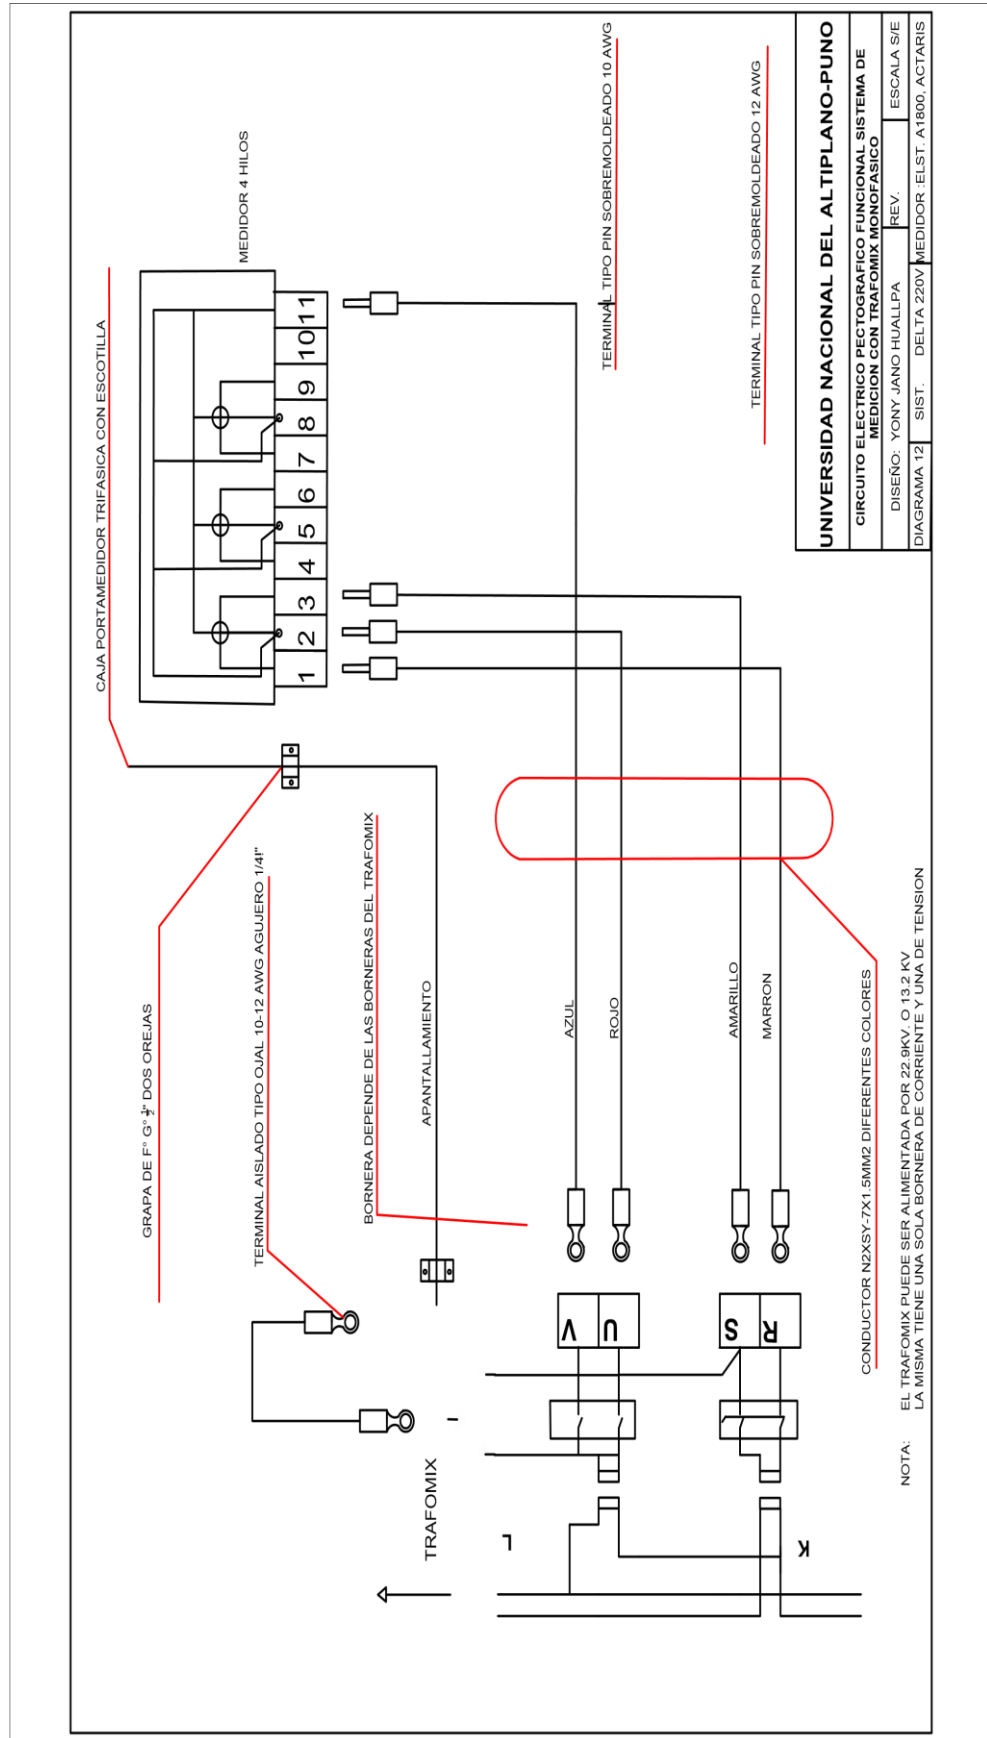 CAJA PORTAMEDIDOR TRIFASICA CON ESCOTILLA
MEDIDOR 4 HILOS
1 2 3 4 5 6 7 8 9 10 11
GRAPA DE F° G° ½" DOS OREJAS
TERMINAL AISLADO TIPO OJAL 10-12 AWG AGUJERO 1/4!"
BORNERA DEPENDE DE LAS BORNERAS DEL TRAFOMIX
APANTALLAMIENTO
TERMINAL TIPO PIN SOBREMOLDEADO 10 AWG
TERMINAL TIPO PIN SOBREMOLDEADO 12 AWG
AZUL
ROJO
AMARILLO
MARRON
TRAFOMIX
L
K
V
U
S
R
CONDUCTOR N2XSY-7X1.5MM2 DIFERENTES COLORES
NOTA: EL TRAFOMIX PUEDE SER ALIMENTADA POR 22.9KV. O 13.2 KV
LA MISMA TIENE UNA SOLA BORNERA DE CORRIENTE Y UNA DE TENSION
UNIVERSIDAD NACIONAL DEL ALTIPLANO-PUNO
CIRCUITO ELECTRICO PECTOGRAFICO FUNCIONAL SISTEMA DE
MEDICION CON TRAFOMIX MONOFASICO
DISEÑO: YONY JANO HUALLPA REV. ESCALA S/E
DIAGRAMA 12 SIST. DELTA 220V MEDIDOR :ELST. A1800, ACTARIS